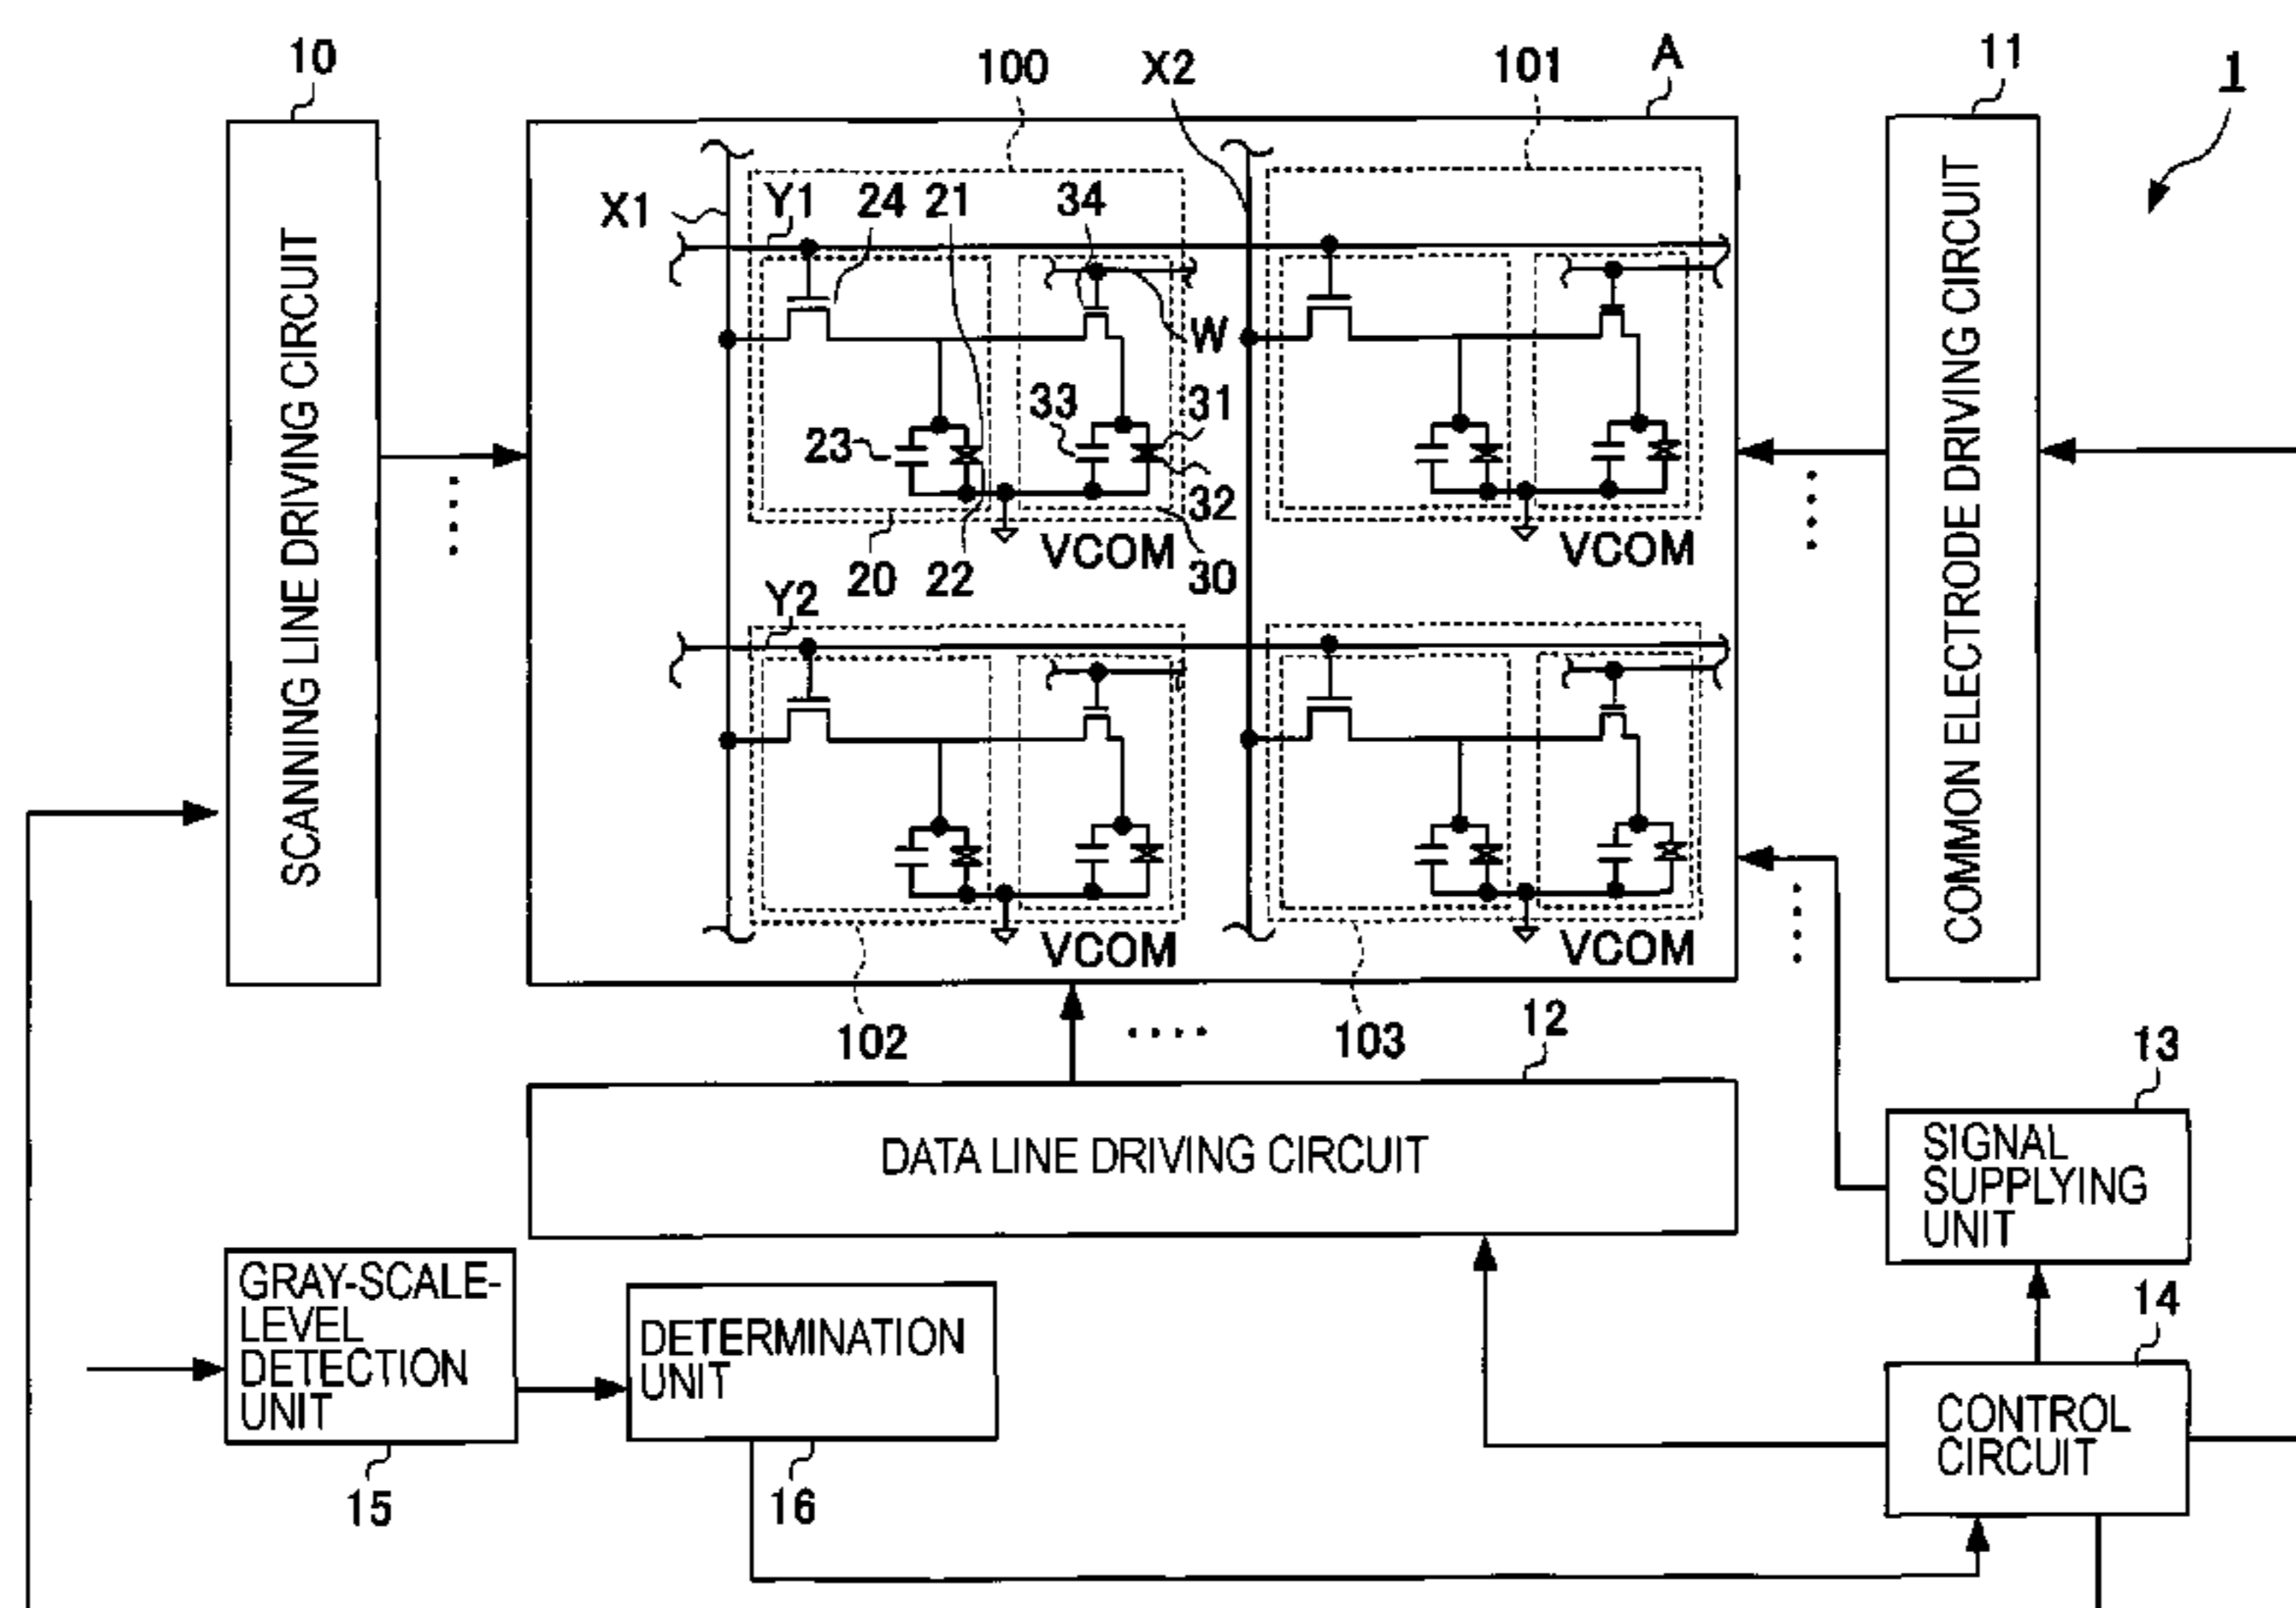 10
100
X2
101
A
11
1
X1
Y1
24
21
34
W
23
33
31
32
20
22
VCOM
30
VCOM
Y2
VCOM
VCOM
102
103
SCANNING LINE DRIVING CIRCUIT
COMMON ELECTRODE DRIVING CIRCUIT
12
DATA LINE DRIVING CIRCUIT
13
SIGNAL
SUPPLYING
UNIT
GRAY-SCALE-
LEVEL
DETECTION
UNIT
15
DETERMINATION
UNIT
16
14
CONTROL
CIRCUIT